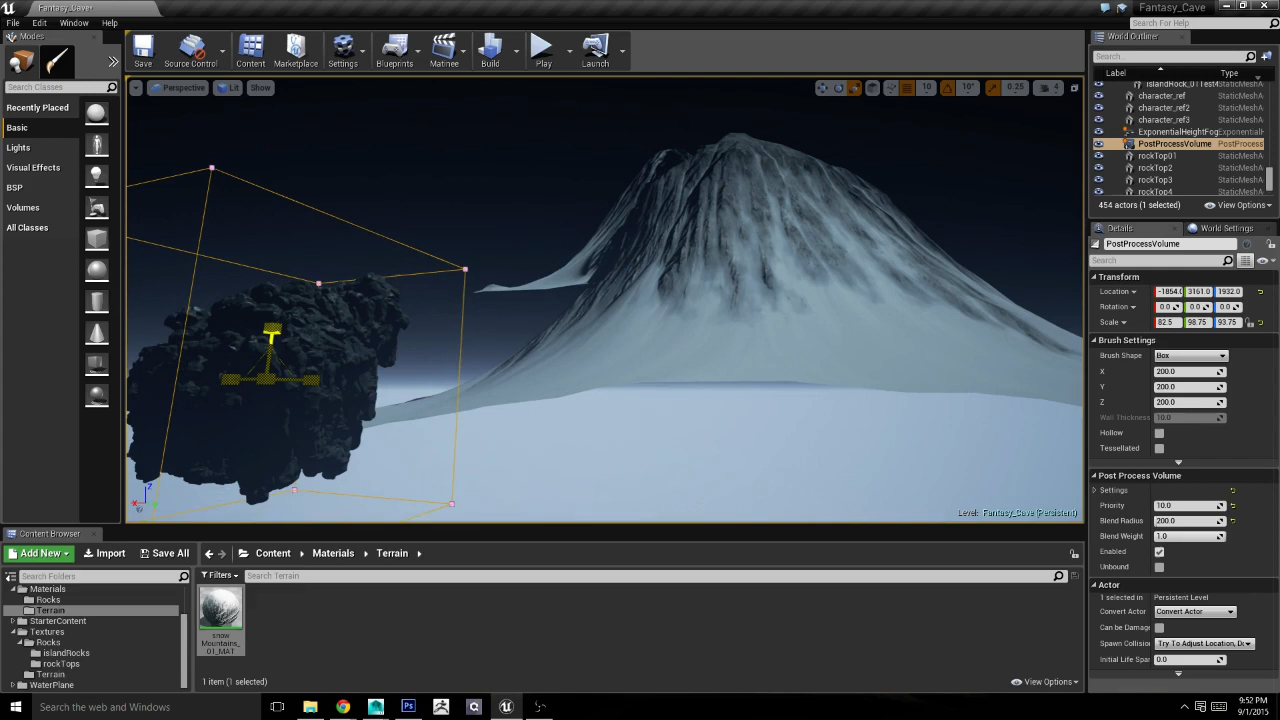 Fantasy_Cave*
Fantasy_Cave
File Edit Window Help
Search For Help
Modes
World Outliner
Save Source Control Content Marketplace Settings Blueprints Matinee Build Play Launch
Search...
Label Type
Search Classes
Perspective Lit Show 10 10° 0.25 4
Recently Placed
Basic
Lights
Visual Effects
BSP
Volumes
All Classes
IslandRock_01Test4 StaticMeshA
character_ref StaticMeshA
character_ref2 StaticMeshA
character_ref3 StaticMeshA
ExponentialHeightFog Exponential
PostProcessVolume PostProcess
rockTop01 StaticMeshA
rockTop2 StaticMeshA
rockTop3 StaticMeshA
rockTop4 StaticMeshA
454 actors (1 selected) View Options
Details World Settings
PostProcessVolume
Search
Transform
Location -1854.0 3161.0 1932.0
Rotation 0.0 0.0 0.0
Scale 82.5 98.75 93.75
Brush Settings
Brush Shape Box
X 200.0
Y 200.0
Z 200.0
Wall Thickness 10.0
Hollow
Tessellated
Post Process Volume
Settings
Priority 10.0
Blend Radius 200.0
Blend Weight 1.0
Enabled
Unbound
Actor
1 selected in Persistent Level
Convert Actor Convert Actor
Can be Damag
Spawn Collision Try To Adjust Location, Do
Initial Life Spa 0.0
Z
X
Level: Fantasy_Cave (Persistent)
Content Browser
Add New Import Save All Content Materials Terrain
Search Folders Filters Search Terrain
Materials
Rocks
Terrain
StarterContent
Textures
Rocks
islandRocks
rockTops
Terrain
WaterPlane
snow
Mountains_
01_MAT
1 item (1 selected) View Options
Search the web and Windows
9:52 PM
9/1/2015